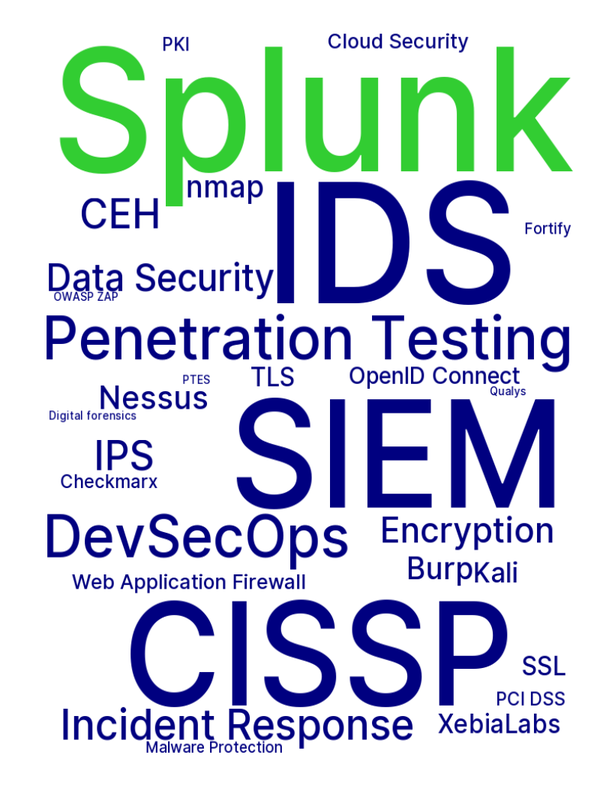 PKI
Cloud Security
Splunk
nmap
CEH
IDS
Fortify
Data Security
OWASP ZAP
Penetration Testing
PTES
TLS
OpenID Connect
Nessus
Qualys
Digital forensics
SIEM
IPS
Checkmarx
DevSecOps
Encryption
Burp
Kali
Web Application Firewall
CISSP
SSL
PCI DSS
Incident Response
XebiaLabs
Malware Protection